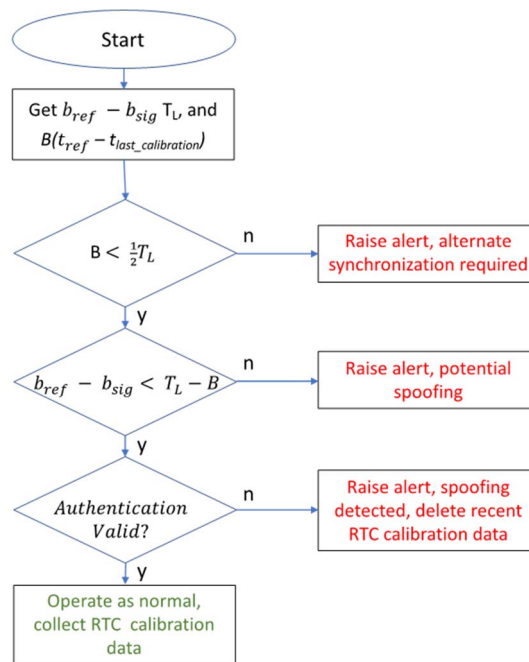 Start
Get b_ref − b_sig T_L, and
B(t_ref − t_last_calibration)
B < ½T_L
n
Raise alert, alternate
synchronization required
y
b_ref − b_sig < T_L − B
n
Raise alert, potential
spoofing
y
Authentication
Valid?
n
Raise alert, spoofing
detected, delete recent
RTC calibration data
y
Operate as normal,
collect RTC calibration
data